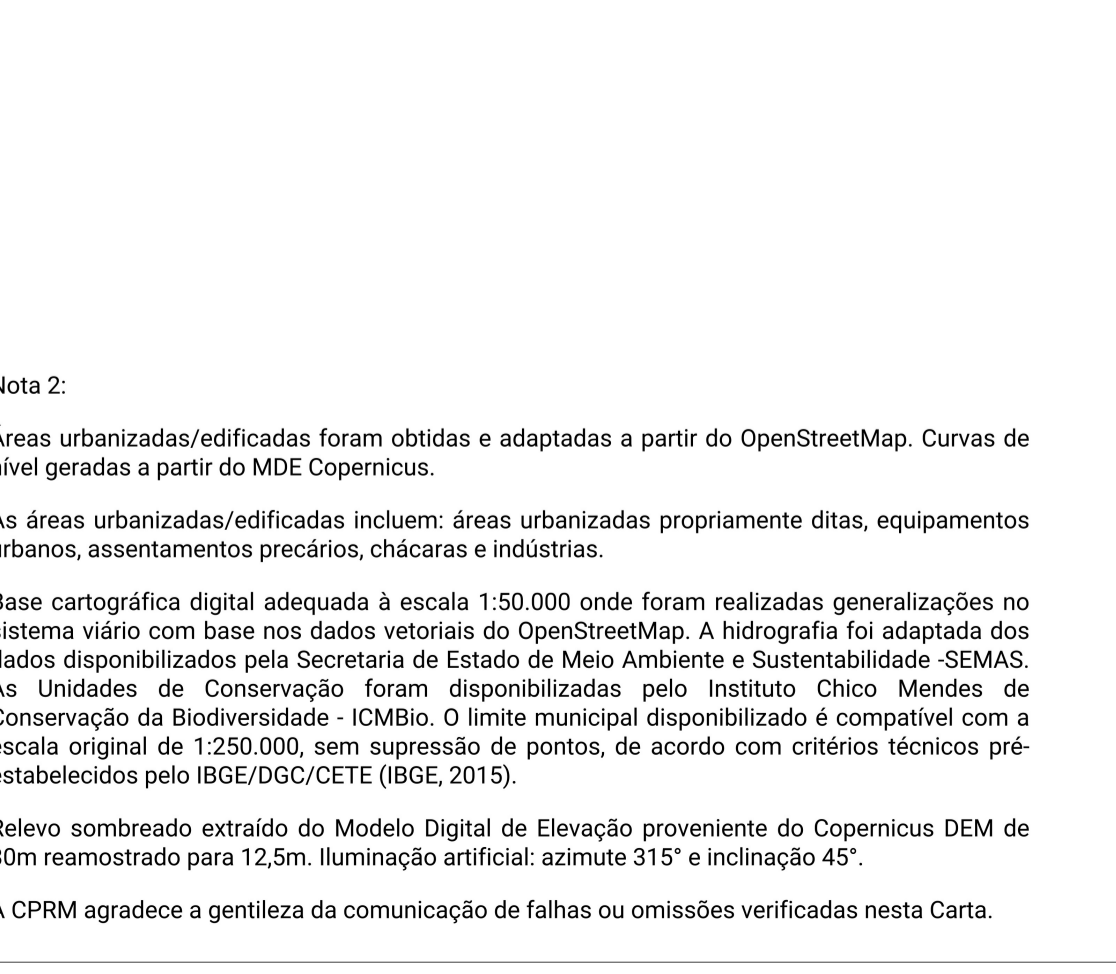 Nota 2:
Áreas urbanizadas/edificadas foram obtidas e adaptadas a partir do OpenStreetMap. Curvas de
nível geradas a partir do MDE Copernicus.
As áreas urbanizadas/edificadas incluem: áreas urbanizadas propriamente ditas, equipamentos
urbanos, assentamentos precários, chácaras e indústrias.
Base cartográfica digital adequada à escala 1:50.000 onde foram realizadas generalizações no
sistema viário com base nos dados vetoriais do OpenStreetMap. A hidrografia foi adaptada dos
dados disponibilizados pela Secretaria de Estado de Meio Ambiente e Sustentabilidade -SEMAS.
As Unidades de Conservação foram disponibilizadas pelo Instituto Chico Mendes de
Conservação da Biodiversidade - ICMBio. O limite municipal disponibilizado é compatível com a
escala original de 1:250.000, sem supressão de pontos, de acordo com critérios técnicos pré-
estabelecidos pelo IBGE/DGC/CETE (IBGE, 2015).
Relevo sombreado extraído do Modelo Digital de Elevação proveniente do Copernicus DEM de
30m reamostrado para 12,5m. Iluminação artificial: azimute 315° e inclinação 45°.
A CPRM agradece a gentileza da comunicação de falhas ou omissões verificadas nesta Carta.